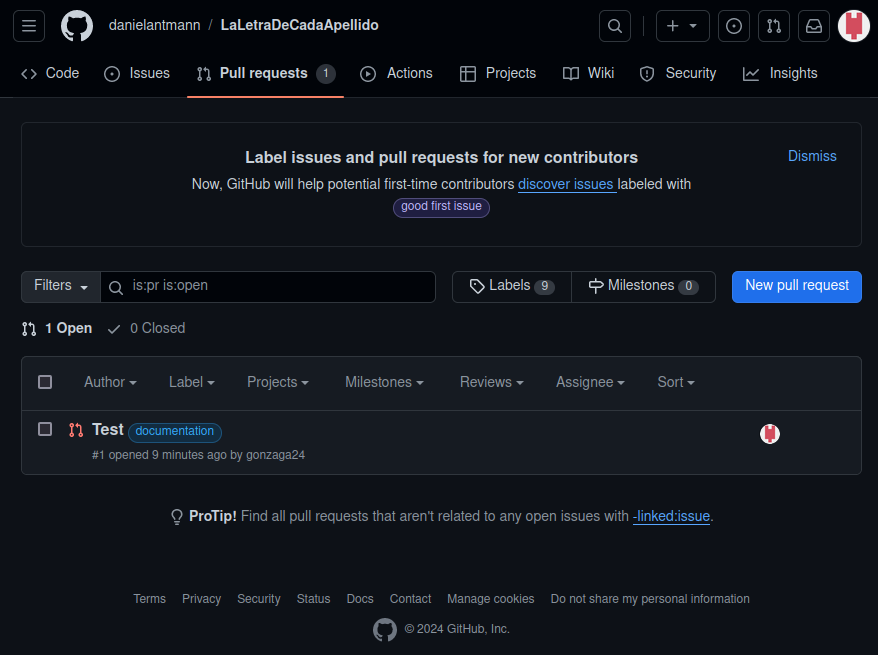 danielantmann / LaLetraDeCadaApellido
Code Issues Pull requests 1 Actions Projects Wiki Security Insights
Label issues and pull requests for new contributors
Dismiss
Now, GitHub will help potential first-time contributors discover issues labeled with
good first issue
Filters is:pr is:open Labels 9 Milestones 0 New pull request
1 Open 0 Closed
Author Label Projects Milestones Reviews Assignee Sort
Test documentation
#1 opened 9 minutes ago by gonzaga24
ProTip! Find all pull requests that aren't related to any open issues with -linked:issue.
Terms Privacy Security Status Docs Contact Manage cookies Do not share my personal information
© 2024 GitHub, Inc.